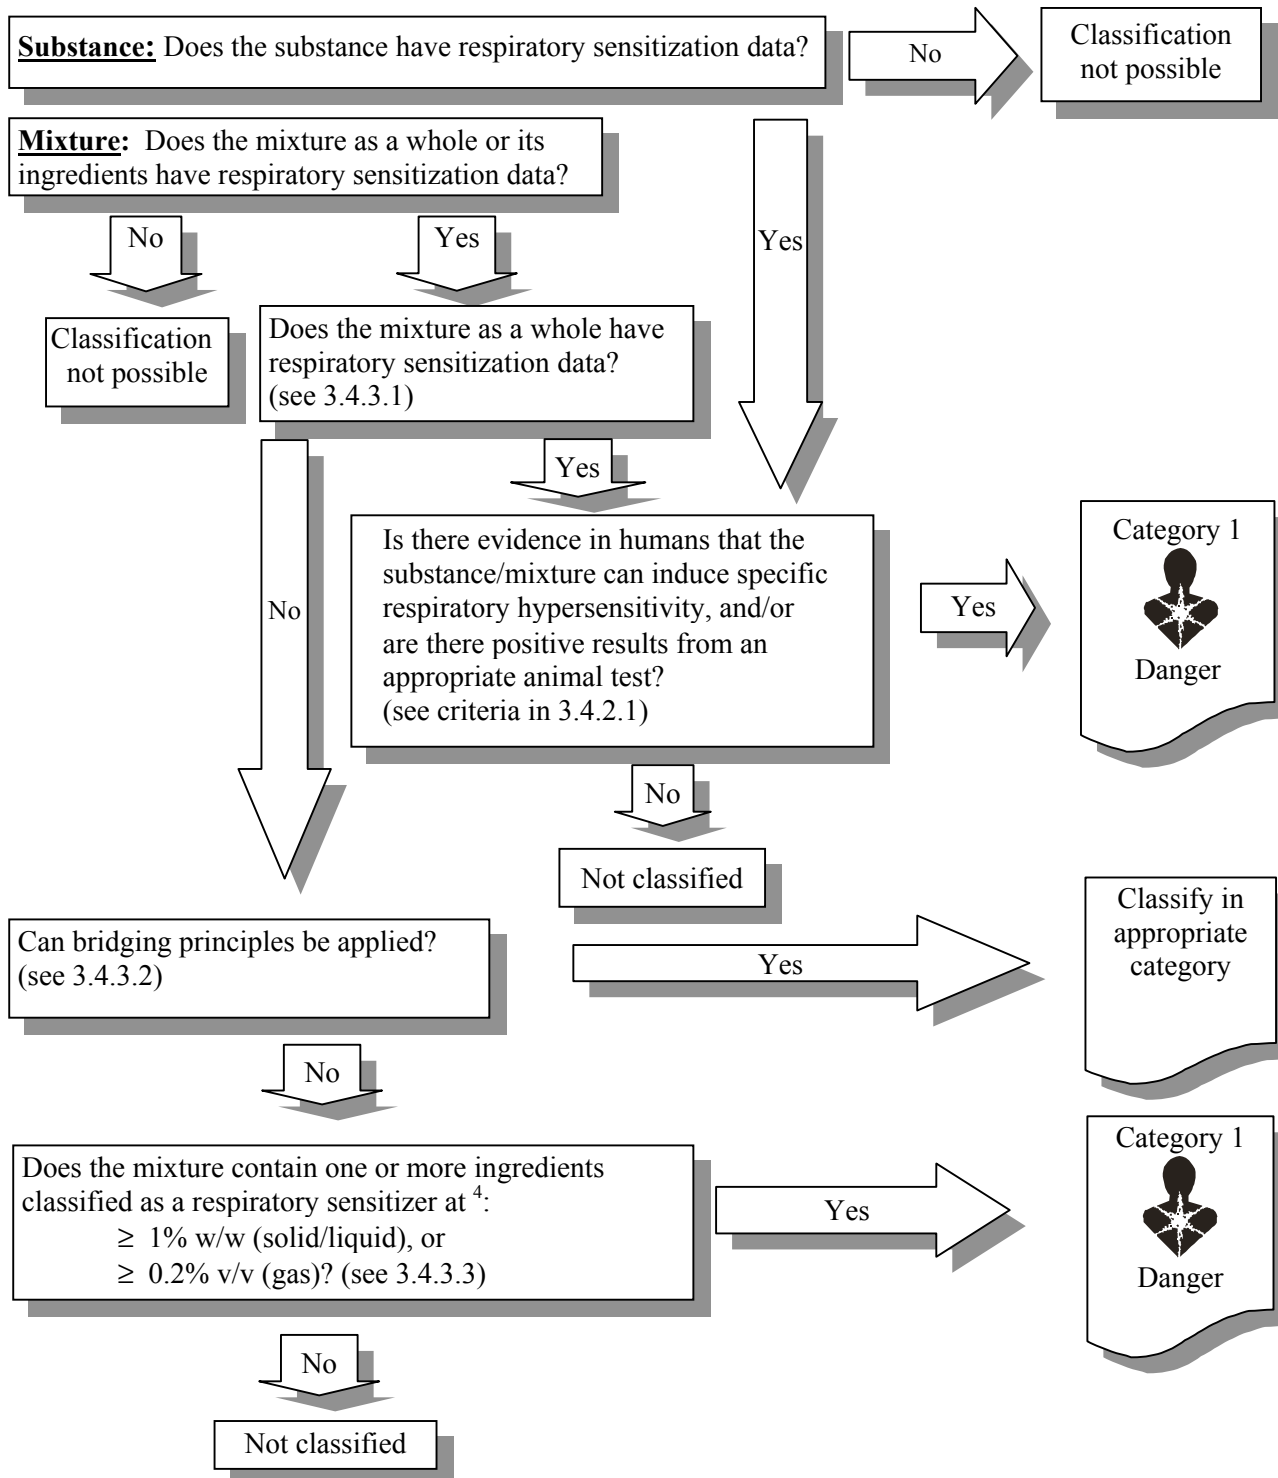 Substance: Does the substance have respiratory sensitization data?
No
Classification
not possible
Mixture: Does the mixture as a whole or its
ingredients have respiratory sensitization data?
No
Yes
Yes
Classification
not possible
Does the mixture as a whole have
respiratory sensitization data?
(see 3.4.3.1)
Yes
No
Is there evidence in humans that the
substance/mixture can induce specific
respiratory hypersensitivity, and/or
are there positive results from an
appropriate animal test?
(see criteria in 3.4.2.1)
Yes
Category 1
Danger
No
Not classified
Can bridging principles be applied?
(see 3.4.3.2)
Yes
Classify in
appropriate
category
No
Does the mixture contain one or more ingredients
classified as a respiratory sensitizer at 4:
≥ 1% w/w (solid/liquid), or
≥ 0.2% v/v (gas)? (see 3.4.3.3)
Yes
Category 1
Danger
No
Not classified